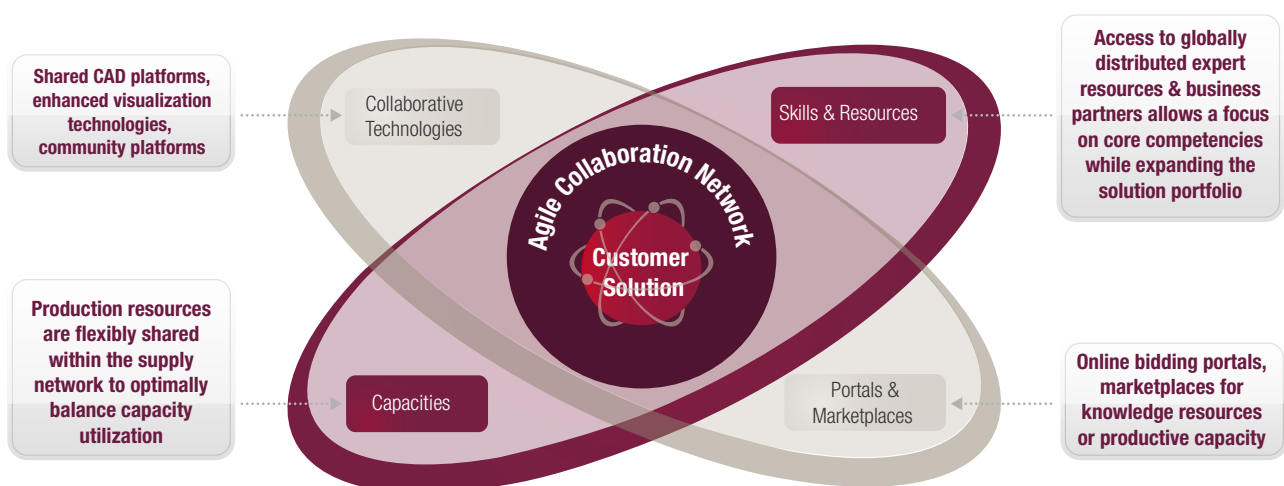 Shared CAD platforms,
enhanced visualization
technologies,
community platforms
Collaborative
Technologies
Skills & Resources
Access to globally
distributed expert
resources & business
partners allows a focus
on core competencies
while expanding the
solution portfolio
Agile Collaboration Network
Customer
Solution
Production resources
are flexibly shared
within the supply
network to optimally
balance capacity
utilization
Capacities
Portals &
Marketplaces
Online bidding portals,
marketplaces for
knowledge resources
or productive capacity